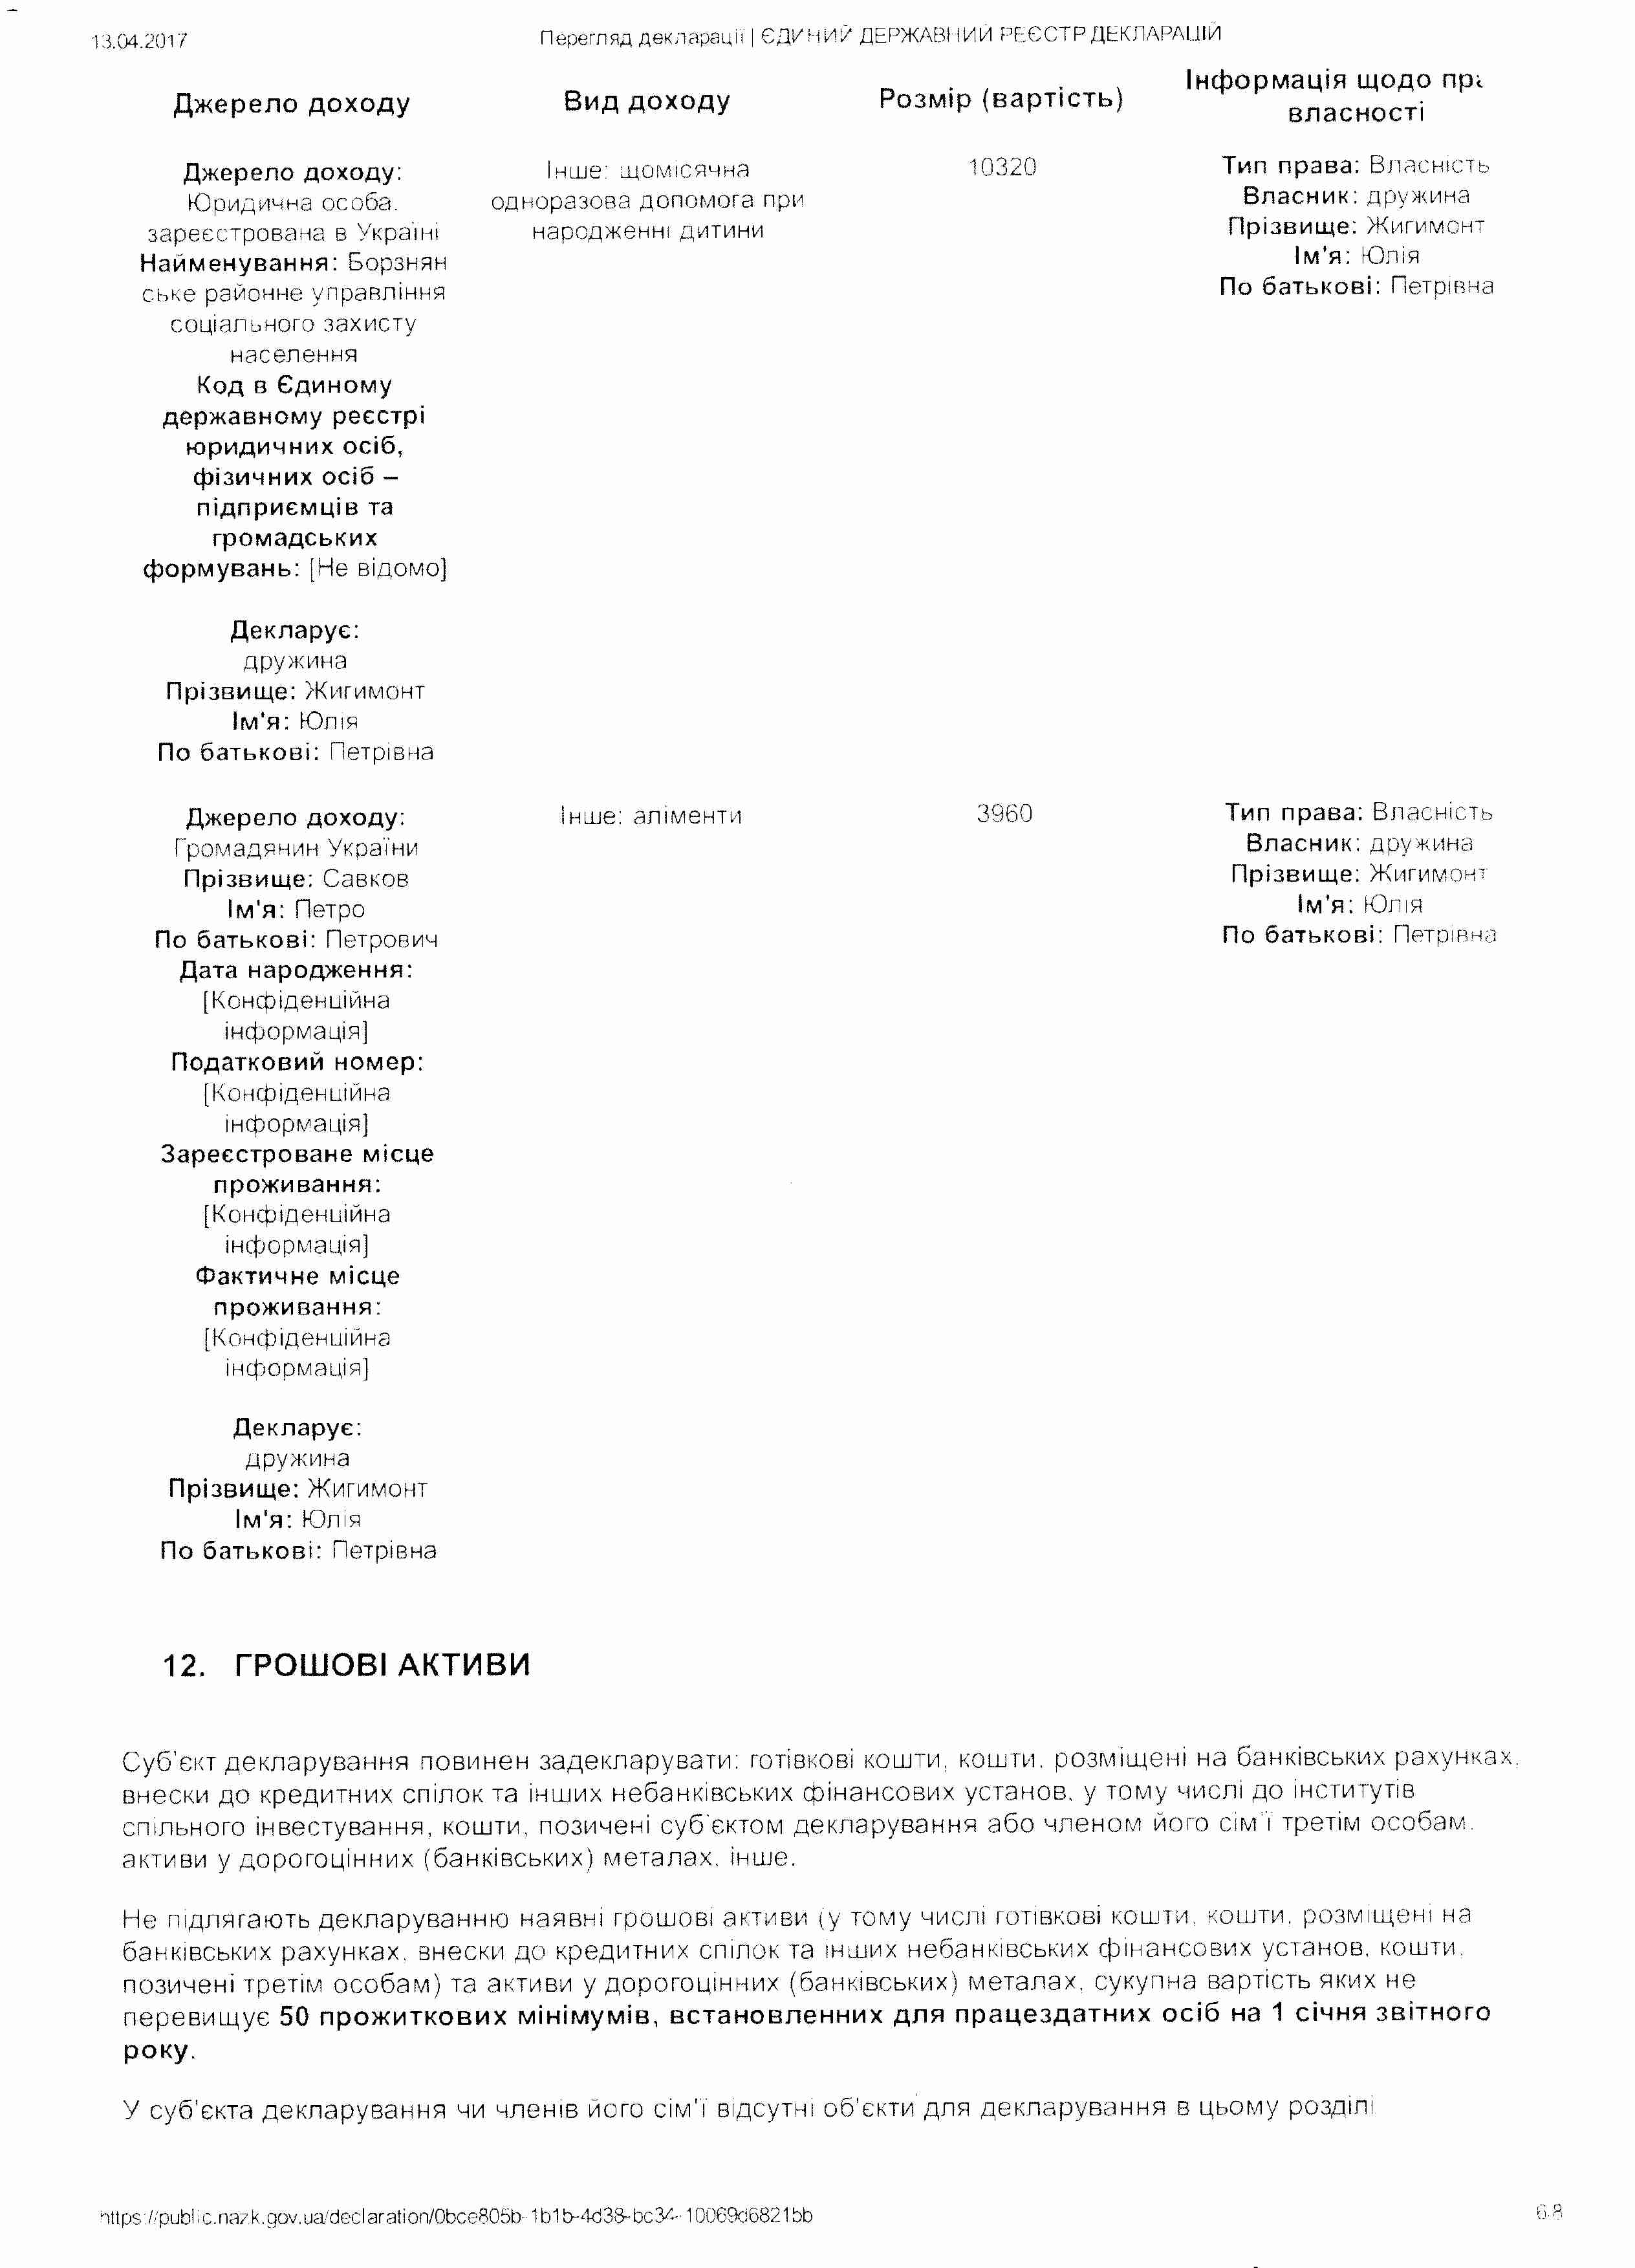 13.04.2017
Перегляд декларації | ЄДИНИЙ ДЕРЖАВНИЙ РЕЄСТР ДЕКЛАРАЦІЙ
Джерело доходу
Вид доходу
Розмір (вартість)
Інформація щодо
власності
Джерело доходу:
Юридична особа,
зареєстрована в Україні
Найменування: Борзнян
ське районне управління
соціального захисту
населення
Код в Єдиному
державному реєстрі
юридичних осіб,
фізичних осіб –
підприємців та
громадських
формувань: [Не відомо]
Декларує:
дружина
Прізвище: Жигимонт
Ім'я: Юлія
По батькові: Петрівна
Інше: щомісячна
одноразова допомога при
народженні дитини
10320
Тип права: Власність
Власник: дружина
Прізвище: Жигимонт
Ім'я: Юлія
По батькові: Петрівна
Джерело доходу:
Громадянин України
Прізвище: Савков
Ім'я: Петро
По батькові: Петрович
Дата народження:
[Конфіденційна
інформація]
Податковий номер:
[Конфіденційна
інформація]
Зареєстроване місце
проживання:
[Конфіденційна
інформація]
Фактичне місце
проживання:
[Конфіденційна
інформація]
Декларує:
дружина
Прізвище: Жигимонт
Ім'я: Юлія
По батькові: Петрівна
Інше: аліменти
3960
Тип права: Власність
Власник: дружина
Прізвище: Жигимонт
Ім'я: Юлія
По батькові: Петрівна
12. ГРОШОВІ АКТИВИ
Суб'єкт декларування повинен задекларувати: готівкові кошти, кошти, розміщені на банківських рахунках,
внески до кредитних спілок та інших небанківських фінансових установ, у тому числі до інститутів
спільного інвестування, кошти, позичені суб'єктом декларування або членом його сім'ї третім особам,
активи у дорогоцінних (банківських) металах, інше.
Не підлягають декларуванню наявні грошові активи (у тому числі готівкові кошти, кошти, розміщені на
банківських рахунках, внески до кредитних спілок та інших небанківських фінансових установ, кошти,
позичені третім особам) та активи у дорогоцінних (банківських) металах, сукупна вартість яких не
перевищує 50 прожиткових мінімумів, встановленних для працездатних осіб на 1 січня звітного
року.
У суб'єкта декларування чи членів його сім'ї відсутні об'єкти для декларування в цьому розділі
https://public.nazk.gov.ua/declaration/0bce805b-1b1b-4d38-bc34-10069d6821bb
6/8